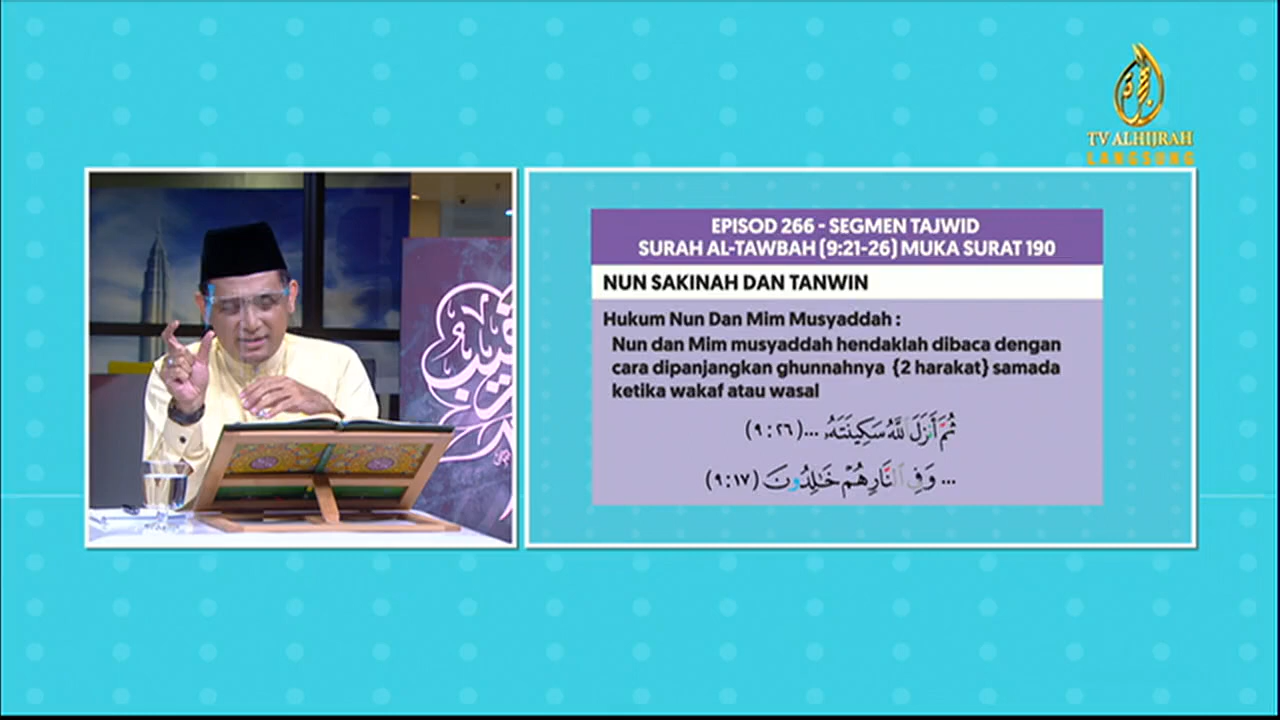 TV ALHIJRAH
LANGSUNG
EPISOD 266 - SEGMEN TAJWID
SURAH AL-TAWBAH (9:21-26) MUKA SURAT 190
NUN SAKINAH DAN TANWIN
Hukum Nun Dan Mim Musyaddah :
Nun dan Mim musyaddah hendaklah dibaca dengan
cara dipanjangkan ghunnahnya {2 harakat} samada
ketika wakaf atau wasal
ثُمَّ أَنزَلَ ٱللَّهُ سَكِينَتَهُۥ ...(٩:٢٦)
... وَفِي ٱلنَّارِ هُمۡ خَٰلِدُونَ (٩:١٧)